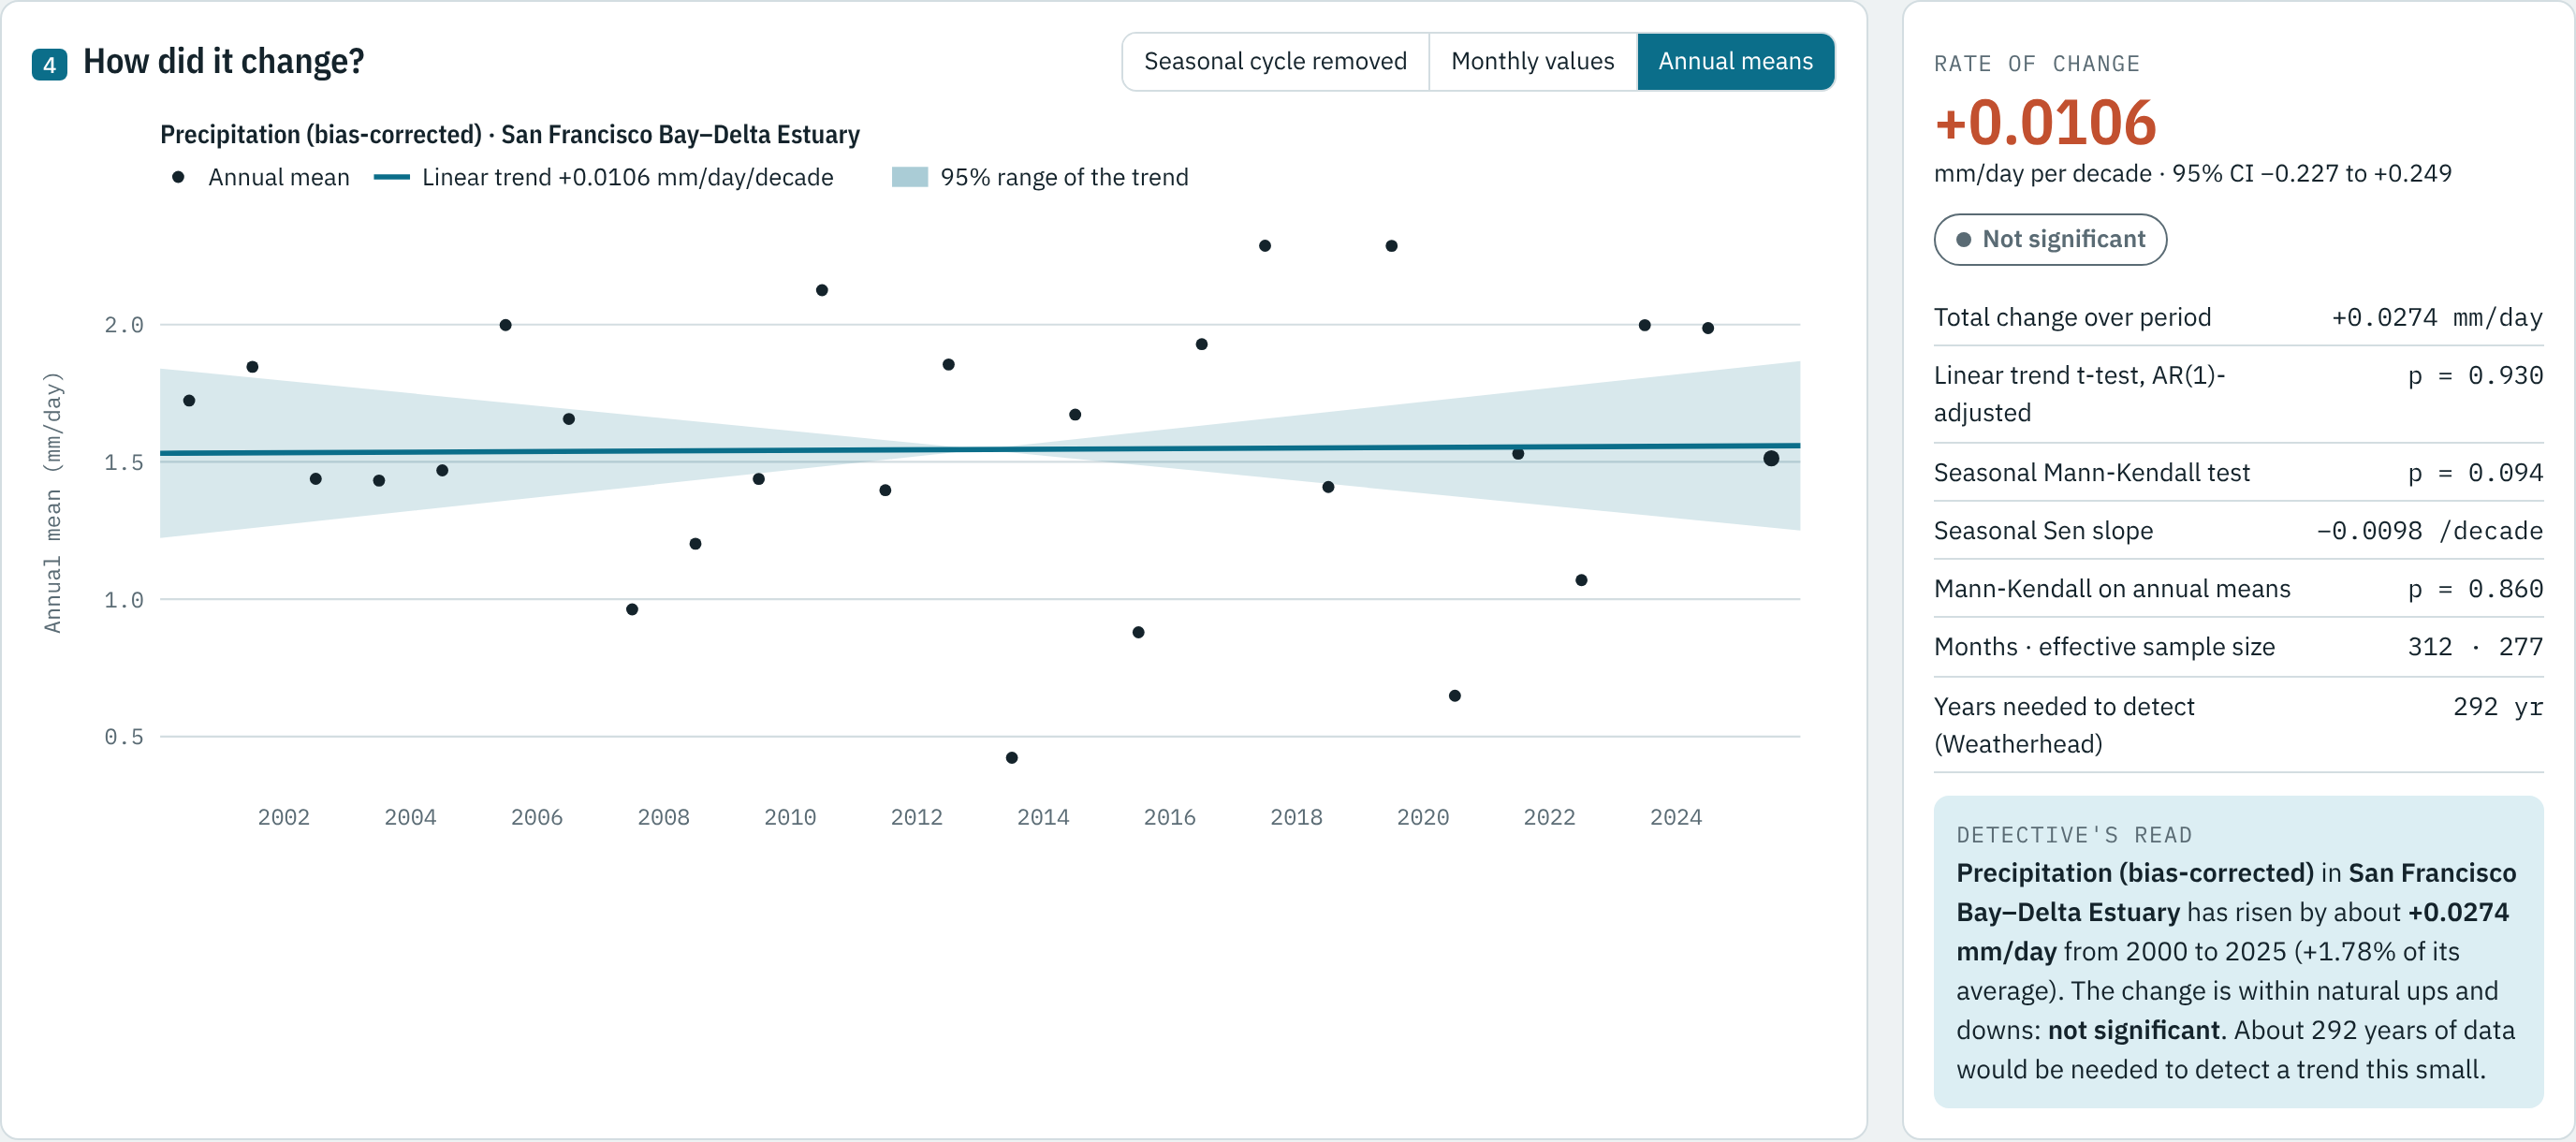 4 How did it change?
Seasonal cycle removed Monthly values Annual means
Precipitation (bias-corrected) · San Francisco Bay–Delta Estuary
Annual mean Linear trend +0.0106 mm/day/decade 95% range of the trend
Annual mean (mm/day)
2.0
1.5
1.0
0.5
2002 2004 2006 2008 2010 2012 2014 2016 2018 2020 2022 2024
RATE OF CHANGE
+0.0106
mm/day per decade · 95% CI −0.227 to +0.249
Not significant
Total change over period +0.0274 mm/day
Linear trend t-test, AR(1)- p = 0.930
adjusted
Seasonal Mann-Kendall test p = 0.094
Seasonal Sen slope −0.0098 /decade
Mann-Kendall on annual means p = 0.860
Months · effective sample size 312 · 277
Years needed to detect 292 yr
(Weatherhead)
DETECTIVE'S READ
Precipitation (bias-corrected) in San Francisco
Bay–Delta Estuary has risen by about +0.0274
mm/day from 2000 to 2025 (+1.78% of its
average). The change is within natural ups and
downs: not significant. About 292 years of data
would be needed to detect a trend this small.